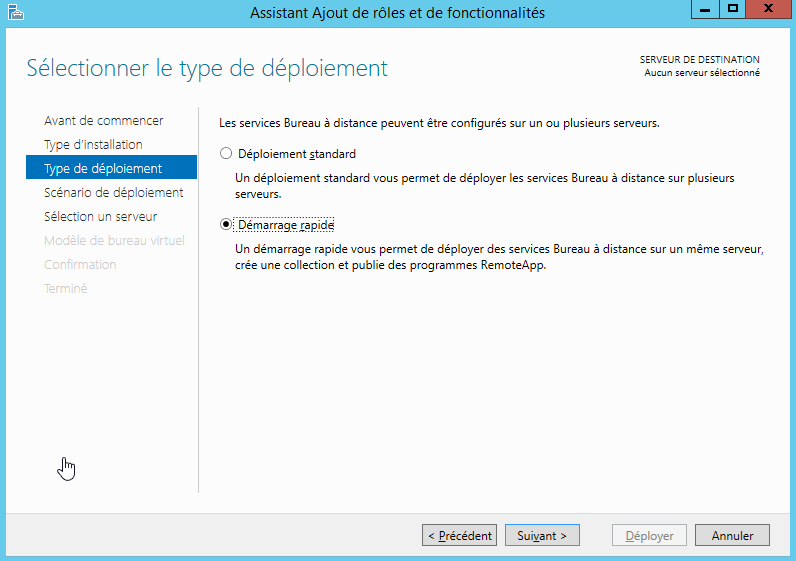 Assistant Ajout de rôles et de fonctionnalités
Sélectionner le type de déploiement
SERVEUR DE DESTINATION
Aucun serveur sélectionné
Avant de commencer
Type d'installation
Type de déploiement
Scénario de déploiement
Sélection un serveur
Modèle de bureau virtuel
Confirmation
Terminé
Les services Bureau à distance peuvent être configurés sur un ou plusieurs serveurs.
Déploiement standard
Un déploiement standard vous permet de déployer les services Bureau à distance sur plusieurs
serveurs.
Démarrage rapide
Un démarrage rapide vous permet de déployer des services Bureau à distance sur un même serveur,
crée une collection et publie des programmes RemoteApp.
< Précédent
Suivant >
Déployer
Annuler